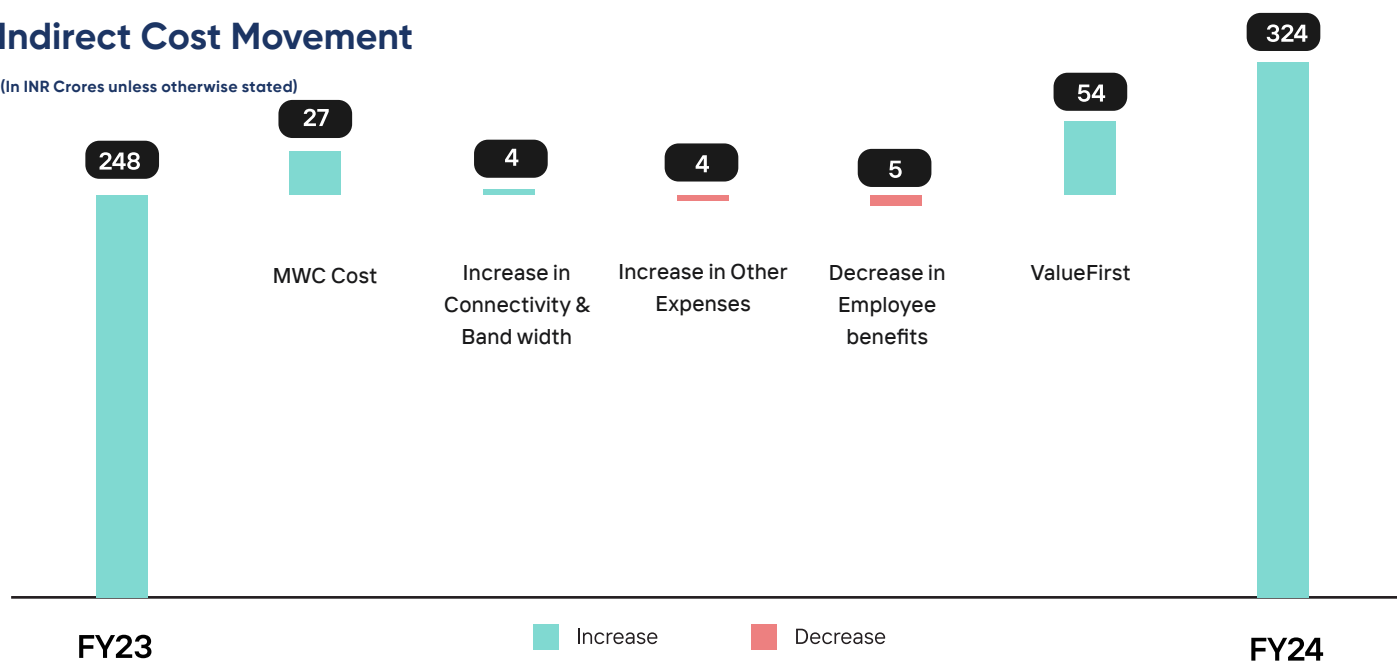 Indirect Cost Movement
(In INR Crores unless otherwise stated)
248
27
4
4
5
54
324
MWC Cost
Increase in
Connectivity &
Band width
Increase in Other
Expenses
Decrease in
Employee
benefits
ValueFirst
FY23
Increase
Decrease
FY24